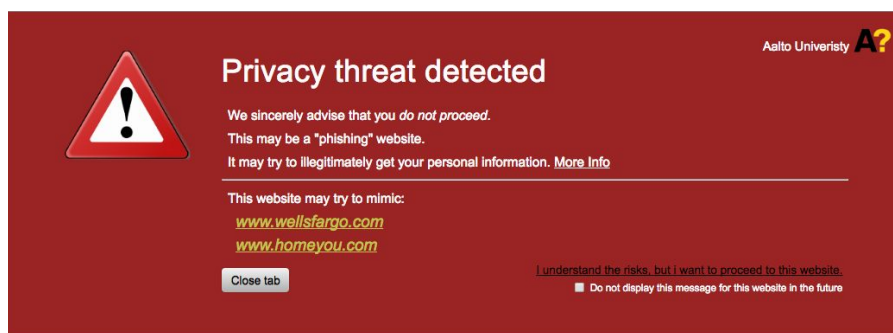 Aalto Univeristy A?
Privacy threat detected
We sincerely advise that you do not proceed.
This may be a "phishing" website.
It may try to illegitimately get your personal information. More Info
This website may try to mimic:
www.wellsfargo.com
www.homeyou.com
I understand the risks, but i want to proceed to this website.
Close tab
Do not display this message for this website in the future